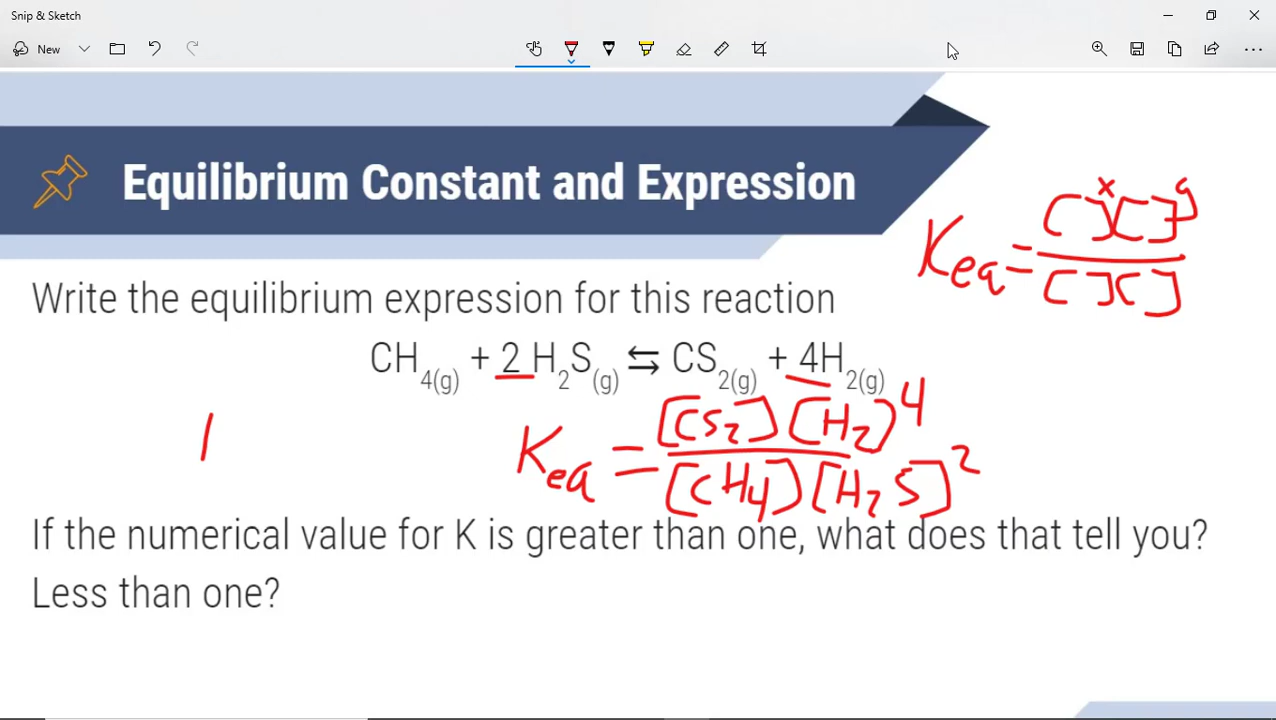 Snip & Sketch
New
Equilibrium Constant and Expression
Keq = [ ]ˣ[ ]ʸ / [ ][ ]
Write the equilibrium expression for this reaction
CH₄(g) + 2 H₂S(g) ⇆ CS₂(g) + 4H₂(g)
1
Keq = [CS₂][H₂]⁴ / [CH₄][H₂S]²
If the numerical value for K is greater than one, what does that tell you?
Less than one?